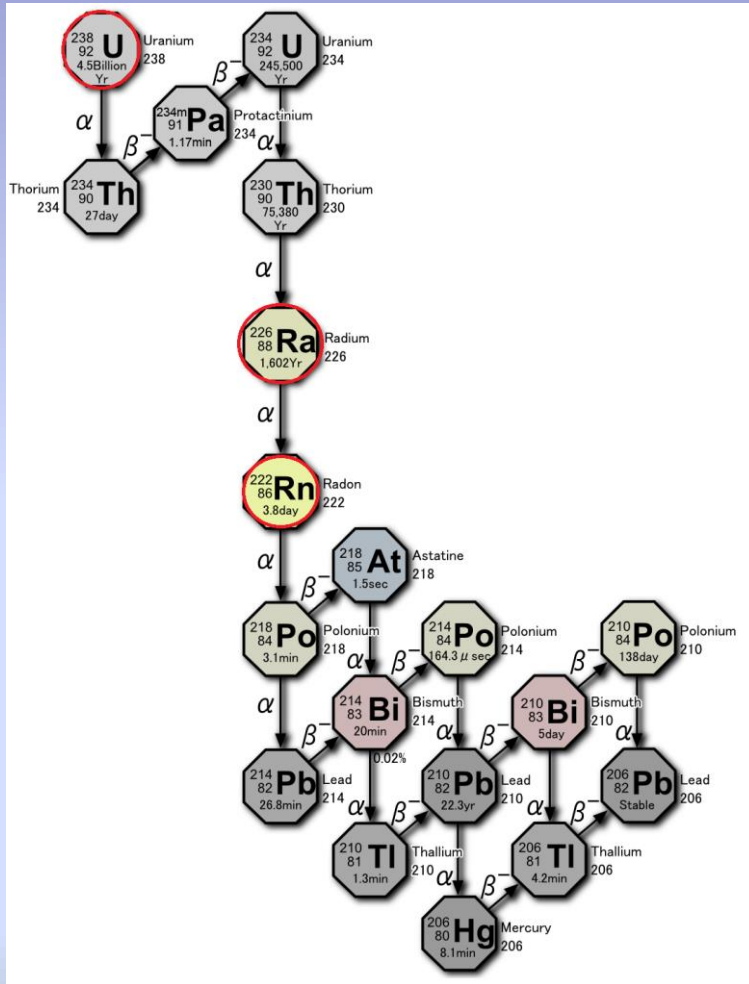 238
92 U
4.5Billion
Yr
Uranium
238
234
92 U
245,500
Yr
Uranium
234
β−
234m
91 Pa
1.17min
Protactinium
234
α
α
β−
234
90 Th
27day
Thorium
234
230
90 Th
75,380
Yr
Thorium
230
α
226
88 Ra
1,602Yr
Radium
226
α
222
86 Rn
3.8day
Radon
222
α
218
85 At
1.5sec
Astatine
218
β−
218
84 Po
3.1min
Polonium
218
α
214
84 Po
164.3 μ sec
Polonium
214
β−
210
84 Po
138day
Polonium
210
β−
α
214
83 Bi
20min
Bismuth
214
0.02%
α
210
83 Bi
5day
Bismuth
210
α
β−
214
82 Pb
26.8min
Lead
214
β−
210
82 Pb
22.3yr
Lead
210
206
82 Pb
Stable
Lead
206
α
β−
α
β−
210
81 Tl
1.3min
Thallium
210
α
206
81 Tl
4.2min
Thallium
206
β−
206
80 Hg
8.1min
Mercury
206